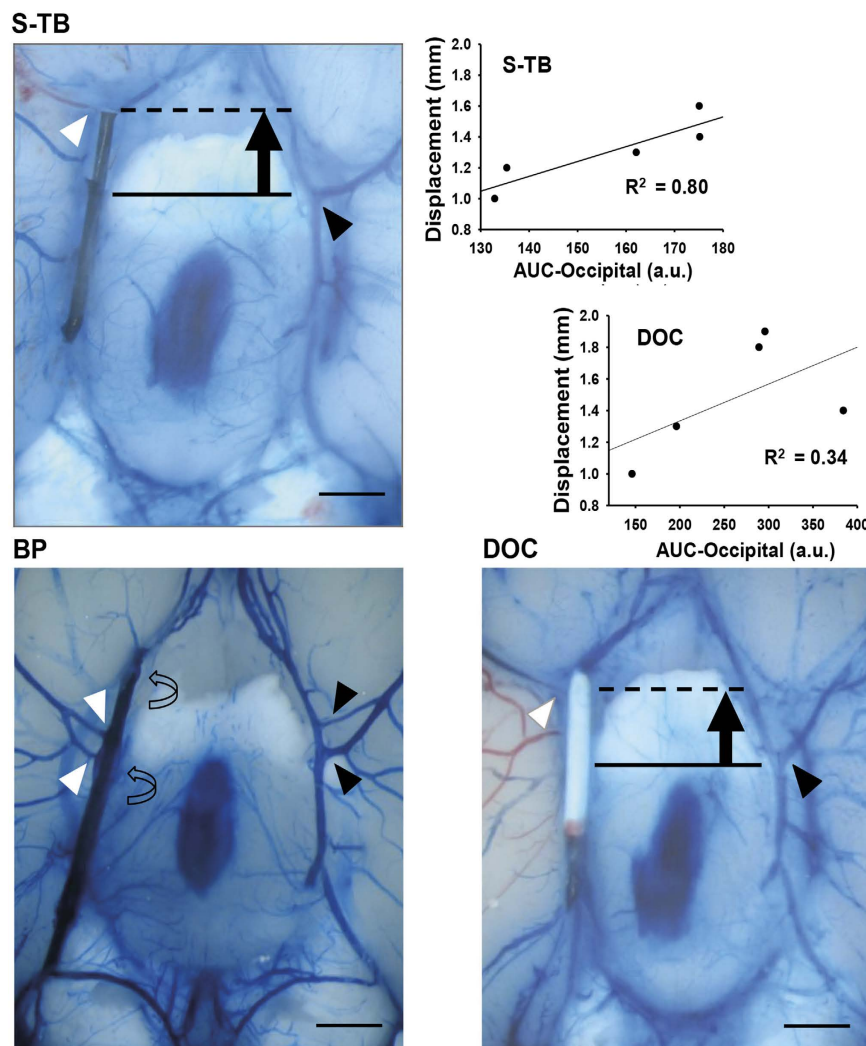 S-TB
Displacement (mm)
2.0
1.8
1.6
1.4
1.2
1.0
0.8
S-TB
R² = 0.80
130 140 150 160 170 180
AUC-Occipital (a.u.)
Displacement (mm)
2.0
1.8
1.6
1.4
1.2
1.0
0.8
DOC
R² = 0.34
150 200 250 300 350 400
AUC-Occipital (a.u.)
BP
DOC